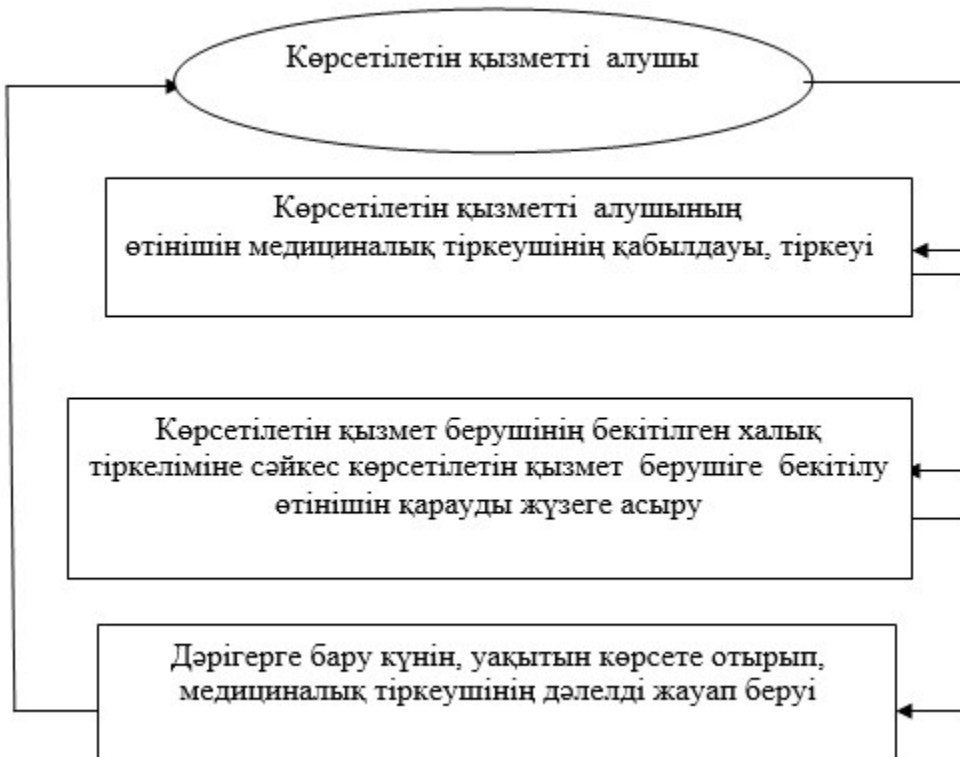 Көрсетілетін қызметті алушы
Көрсетілетін қызметті алушының
өтінішін медициналық тіркеушінің қабылдауы, тіркеуі
Көрсетілетін қызмет берушінің бекітілген халық
тіркеліміне сәйкес көрсетілетін қызмет берушіге бекітілу
өтінішін қарауды жүзеге асыру
Дәрігерге бару күнін, уақытын көрсете отырып,
медициналық тіркеушінің дәлелді жауап беруі